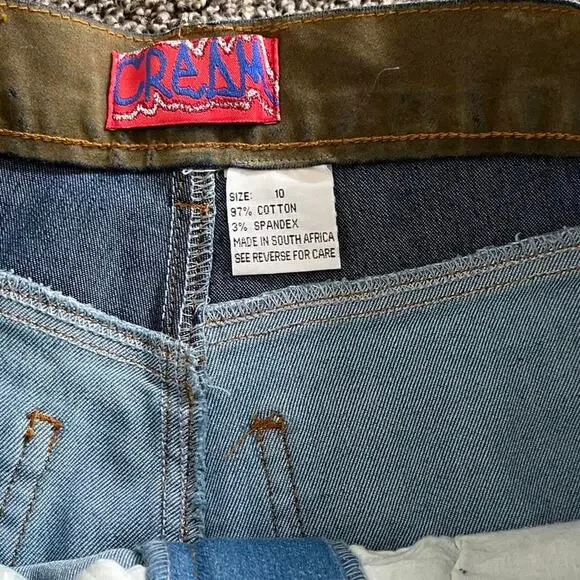 CREAM
SIZE: 10
97% COTTON
3% SPANDEX
MADE IN SOUTH AFRICA
SEE REVERSE FOR CARE